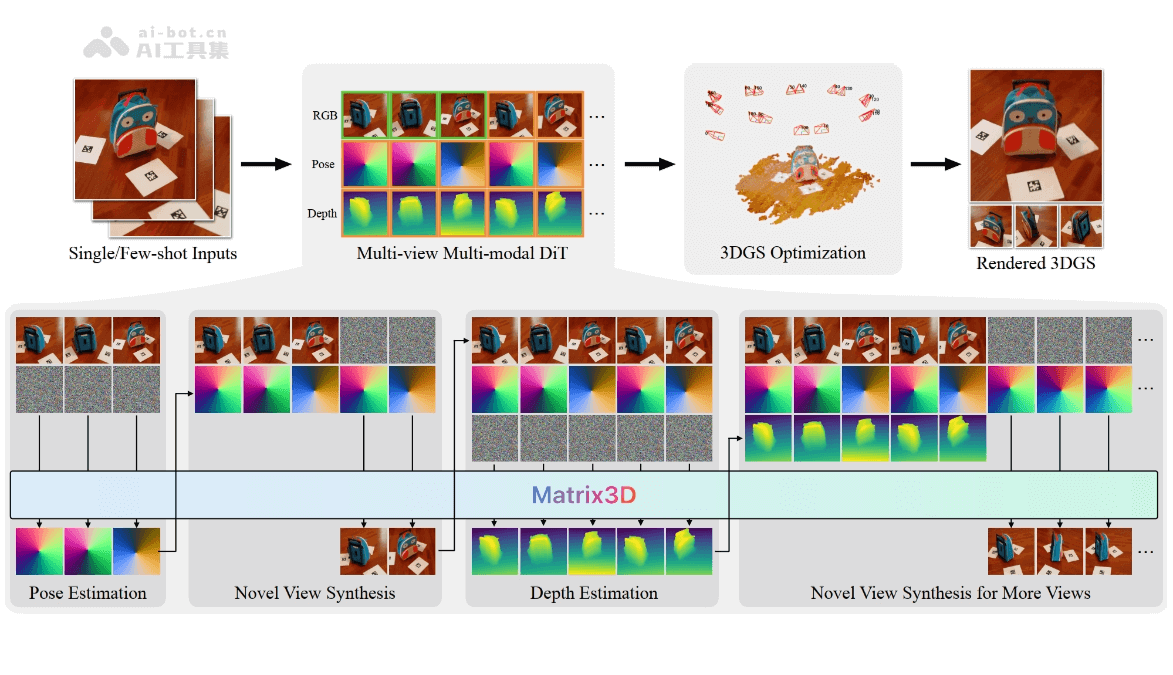 ai-bot.cn
AI工具集
RGB
Pose
Depth
...
...
...
Single/Few-shot Inputs
Multi-view Multi-modal DiT
3DGS Optimization
Rendered 3DGS
...
...
Matrix3D
...
Pose Estimation
Novel View Synthesis
Depth Estimation
Novel View Synthesis for More Views